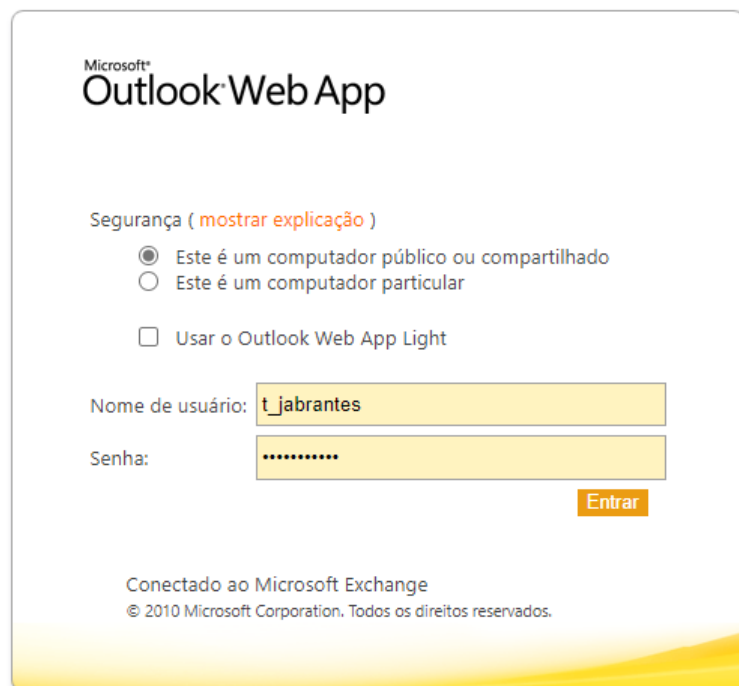 Microsoft®
Outlook® Web App
Segurança ( mostrar explicação )
Este é um computador público ou compartilhado
Este é um computador particular
Usar o Outlook Web App Light
Nome de usuário: t_jabrantes
Senha: •••••••••••
Entrar
Conectado ao Microsoft Exchange
© 2010 Microsoft Corporation. Todos os direitos reservados.